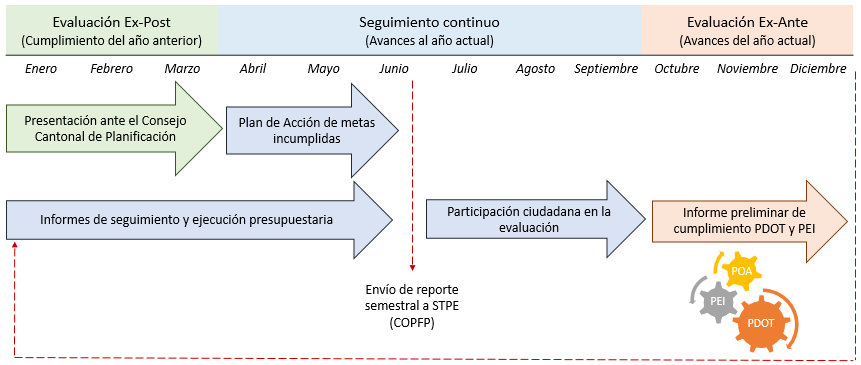 Evaluación Ex-Post
(Cumplimiento del año anterior)
Seguimiento continuo
(Avances al año actual)
Evaluación Ex-Ante
(Avances del año actual)
Enero Febrero Marzo Abril Mayo Junio Julio Agosto Septiembre Octubre Noviembre Diciembre
Presentación ante el Consejo
Cantonal de Planificación
Plan de Acción de metas
incumplidas
Informes de seguimiento y ejecución presupuestaria
Participación ciudadana en la
evaluación
Informe preliminar de
cumplimiento PDOT y PEI
Envío de reporte
semestral a STPE
(COPFP)
POA
PEI
PDOT